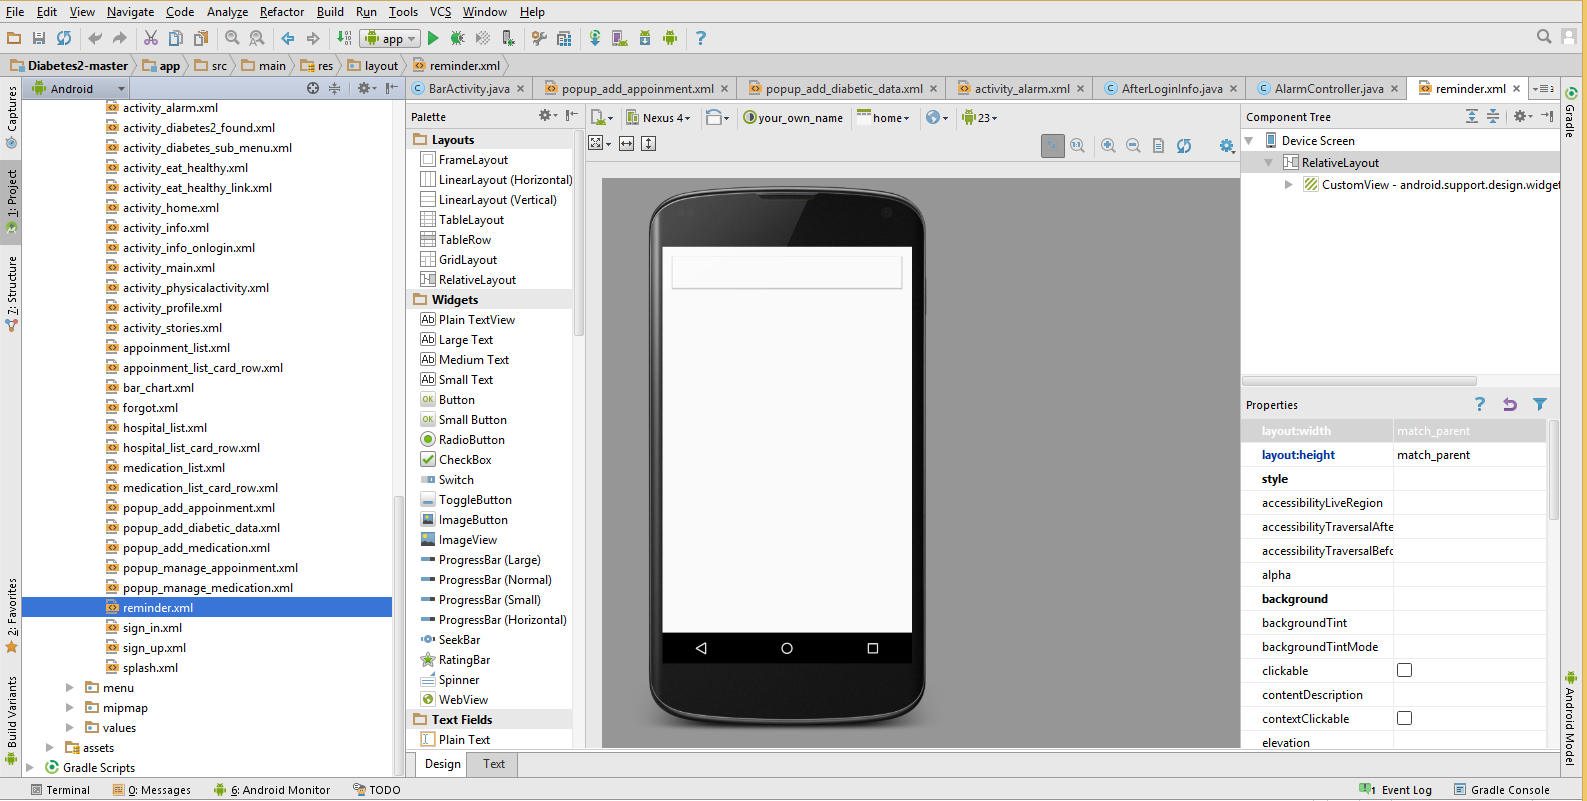 File Edit View Navigate Code Analyze Refactor Build Run Tools VCS Window Help
app
Diabetes2-master app src main res layout reminder.xml
Android
BarActivity.java popup_add_appoinment.xml popup_add_diabetic_data.xml activity_alarm.xml AfterLoginInfo.java AlarmController.java reminder.xml
Captures
1: Project
7: Structure
2: Favorites
Build Variants
activity_alarm.xml
activity_diabetes2_found.xml
activity_diabetes_sub_menu.xml
activity_eat_healthy.xml
activity_eat_healthy_link.xml
activity_home.xml
activity_info.xml
activity_info_onlogin.xml
activity_main.xml
activity_physicalactivity.xml
activity_profile.xml
activity_stories.xml
appoinment_list.xml
appoinment_list_card_row.xml
bar_chart.xml
forgot.xml
hospital_list.xml
hospital_list_card_row.xml
medication_list.xml
medication_list_card_row.xml
popup_add_appoinment.xml
popup_add_diabetic_data.xml
popup_add_medication.xml
popup_manage_appoinment.xml
popup_manage_medication.xml
reminder.xml
sign_in.xml
sign_up.xml
splash.xml
menu
mipmap
values
assets
Gradle Scripts
Palette
Layouts
FrameLayout
LinearLayout (Horizontal)
LinearLayout (Vertical)
TableLayout
TableRow
GridLayout
RelativeLayout
Widgets
Ab Plain TextView
Ab Large Text
Ab Medium Text
Ab Small Text
OK Button
OK Small Button
RadioButton
CheckBox
Switch
ToggleButton
ImageButton
ImageView
ProgressBar (Large)
ProgressBar (Normal)
ProgressBar (Small)
ProgressBar (Horizontal)
SeekBar
RatingBar
Spinner
WebView
Text Fields
Plain Text
Nexus 4 your_own_name home 23
Design Text
Component Tree
Device Screen
RelativeLayout
CustomView - android.support.design.widget
Properties
layout:width match_parent
layout:height match_parent
style
accessibilityLiveRegion
accessibilityTraversalAfte
accessibilityTraversalBefo
alpha
background
backgroundTint
backgroundTintMode
clickable
contentDescription
contextClickable
elevation
Gradle
Android Model
Terminal 0: Messages 6: Android Monitor TODO 1 Event Log Gradle Console